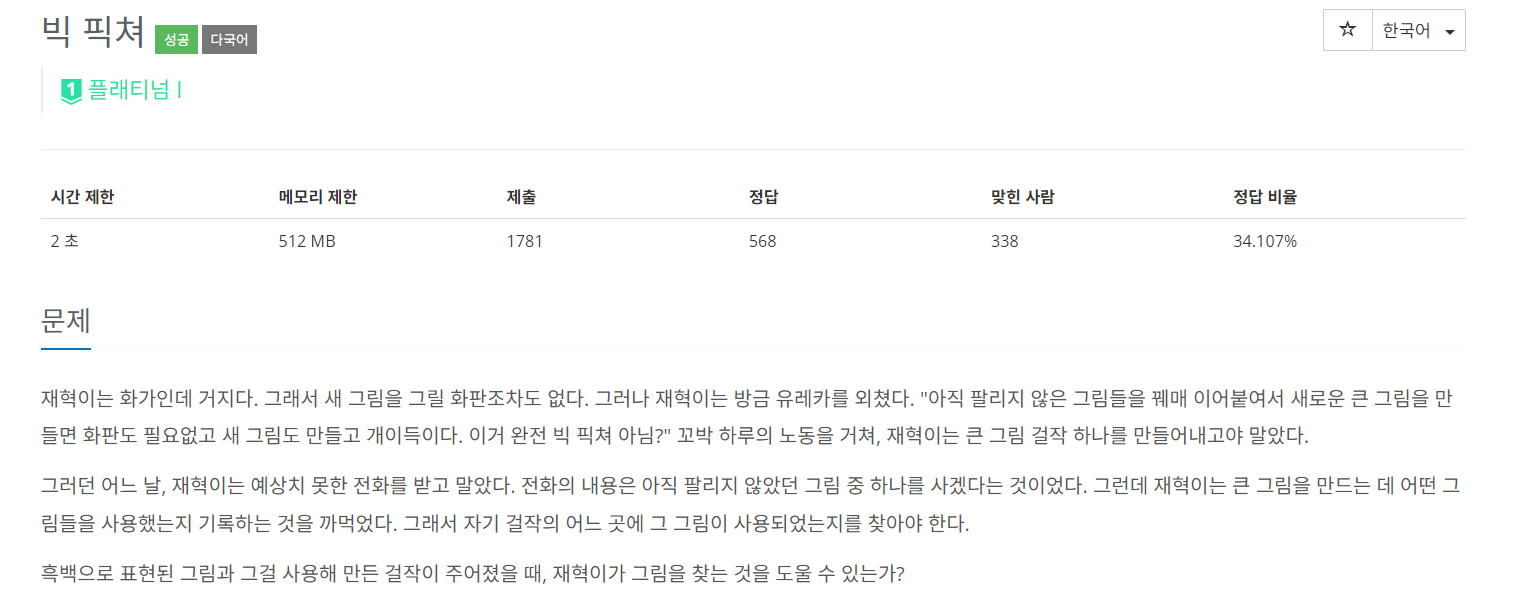 빅 픽쳐 성공 다국어 ☆ 한국어
1 플래티넘 I
시간 제한 메모리 제한 제출 정답 맞힌 사람 정답 비율
2 초 512 MB 1781 568 338 34.107%
문제
재혁이는 화가인데 거지다. 그래서 새 그림을 그릴 화판조차도 없다. 그러나 재혁이는 방금 유레카를 외쳤다. "아직 팔리지 않은 그림들을 꿰매 이어붙여서 새로운 큰 그림을 만
들면 화판도 필요없고 새 그림도 만들고 개이득이다. 이거 완전 빅 픽쳐 아님?" 꼬박 하루의 노동을 거쳐, 재혁이는 큰 그림 걸작 하나를 만들어내고야 말았다.
그러던 어느 날, 재혁이는 예상치 못한 전화를 받고 말았다. 전화의 내용은 아직 팔리지 않았던 그림 중 하나를 사겠다는 것이었다. 그런데 재혁이는 큰 그림을 만드는 데 어떤 그
림들을 사용했는지 기록하는 것을 까먹었다. 그래서 자기 걸작의 어느 곳에 그 그림이 사용되었는지를 찾아야 한다.
흑백으로 표현된 그림과 그걸 사용해 만든 걸작이 주어졌을 때, 재혁이가 그림을 찾는 것을 도울 수 있는가?